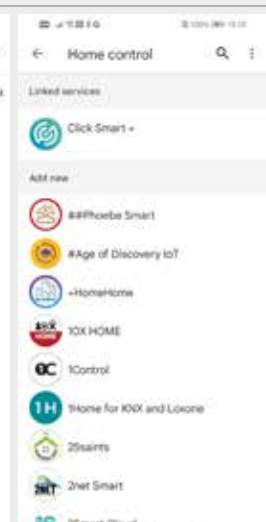 Home control
Linked services
Click Smart +
Add new
##Phoebe Smart
#Age of Discovery IoT
+HomeHome
10X HOME
1Control
1Home for KNX and Loxone
2Saints
2net Smart